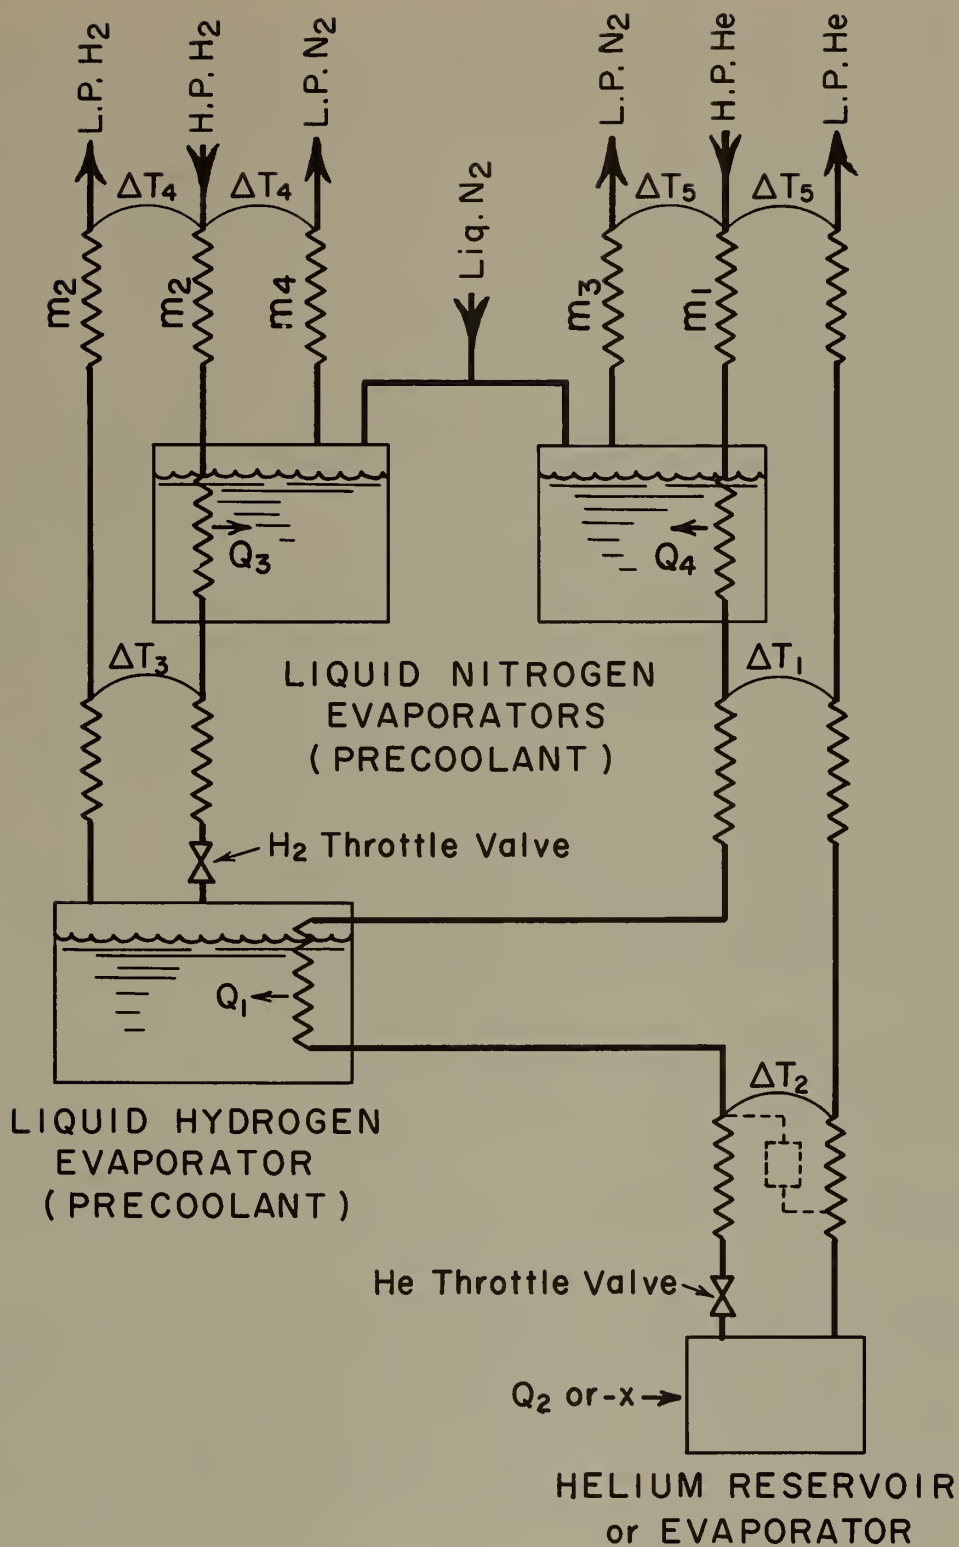 L.P. H2
H.P. H2
L.P. N2
Liq. N2
L.P. N2
H.P. He
L.P. He
ΔT4
ΔT4
ΔT5
ΔT5
m2
m2
m4
m3
m1
Q3
Q4
ΔT3
ΔT1
LIQUID NITROGEN
EVAPORATORS
(PRECOOLANT)
H2 Throttle Valve
Q1
ΔT2
LIQUID HYDROGEN
EVAPORATOR
(PRECOOLANT)
He Throttle Valve
Q2 or -x
HELIUM RESERVOIR
or EVAPORATOR